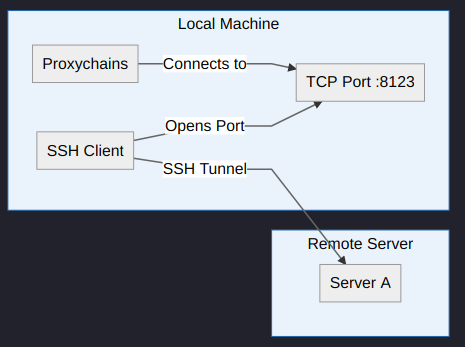 Local Machine
Proxychains
Connects to
TCP Port :8123
Opens Port
SSH Client
SSH Tunnel
Remote Server
Server A